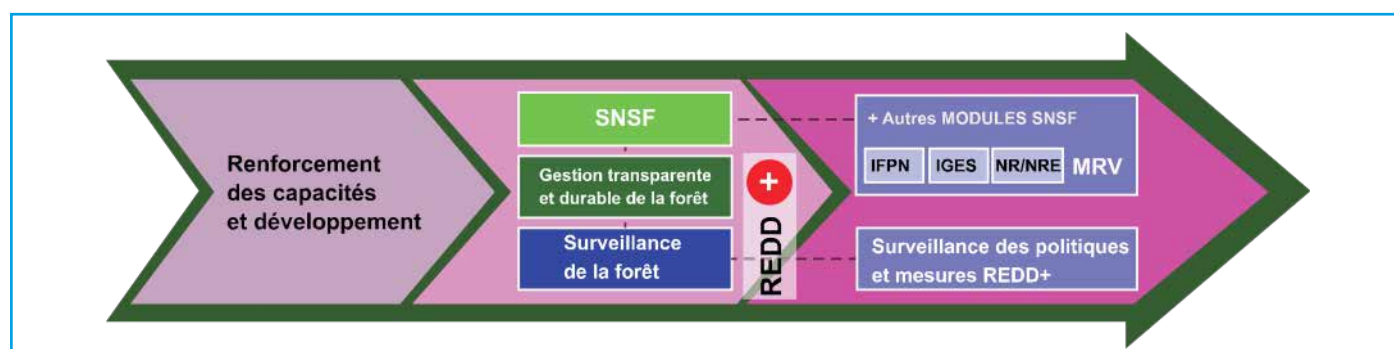 Renforcement
des capacités
et développement
SNSF
Gestion transparente
et durable de la forêt
Surveillance
de la forêt
+
REDD
+ Autres MODULES SNSF
IFPN IGES NR/NRE MRV
Surveillance des politiques
et mesures REDD+